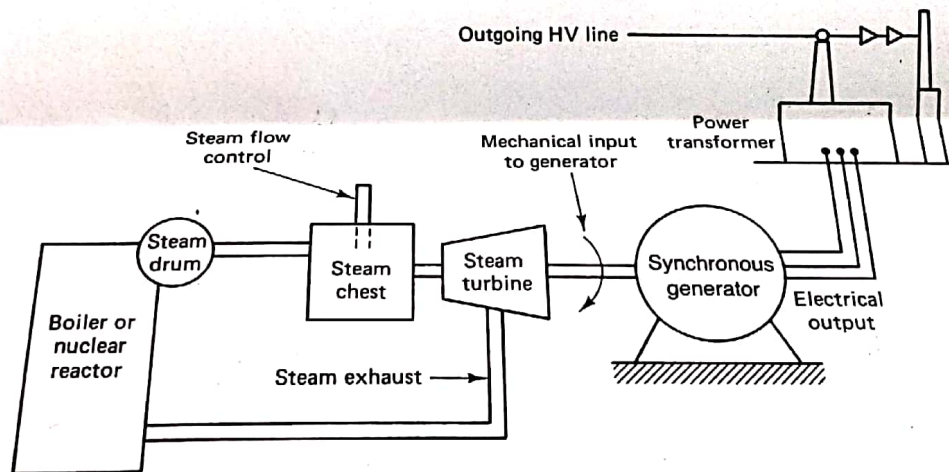 Outgoing HV line
Power
transformer
Steam flow
control
Mechanical input
to generator
Steam
drum
Steam
chest
Steam
turbine
Synchronous
generator
Electrical
output
Boiler or
nuclear
reactor
Steam exhaust